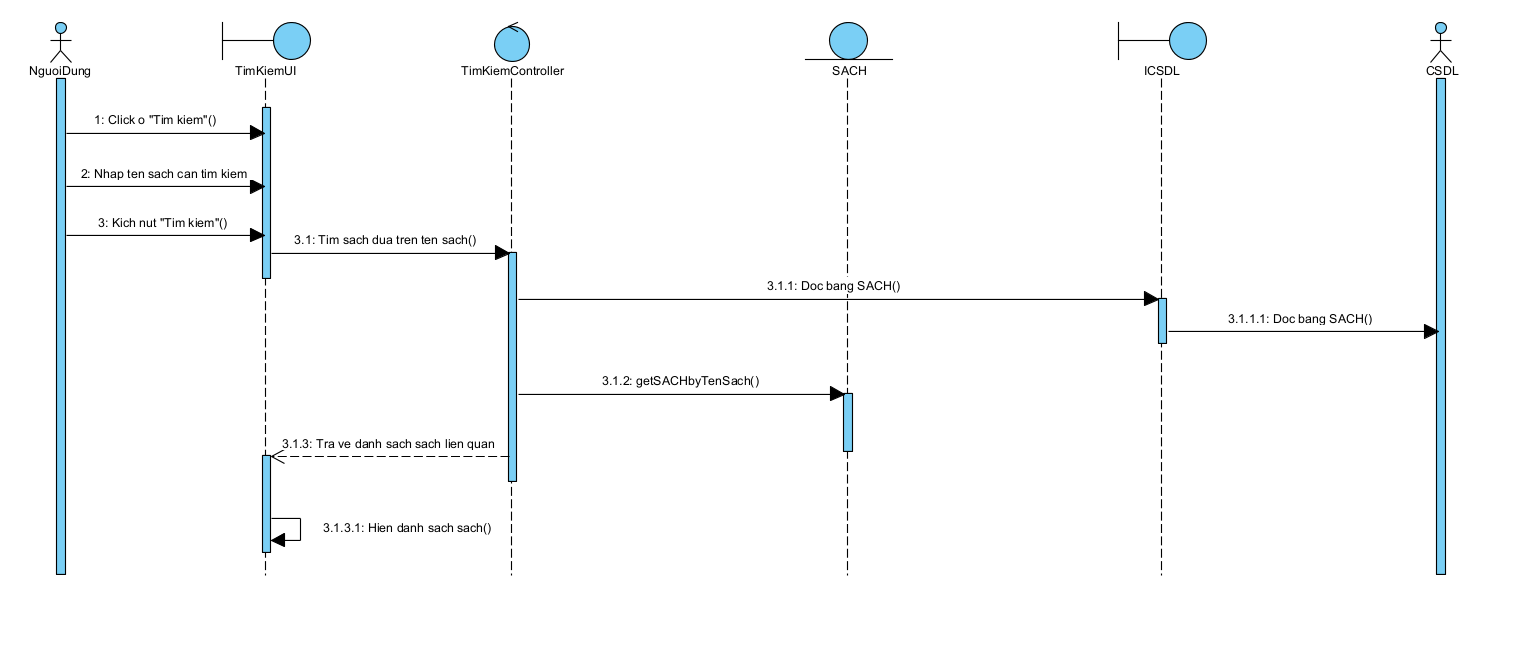 NguoiDung
TimKiemUI
TimKiemController
SACH
ICSDL
CSDL
1: Click o "Tim kiem"()
2: Nhap ten sach can tim kiem
3: Kich nut "Tim kiem"()
3.1: Tim sach dua tren ten sach()
3.1.1: Doc bang SACH()
3.1.1.1: Doc bang SACH()
3.1.2: getSACHbyTenSach()
3.1.3: Tra ve danh sach sach lien quan
3.1.3.1: Hien danh sach sach()